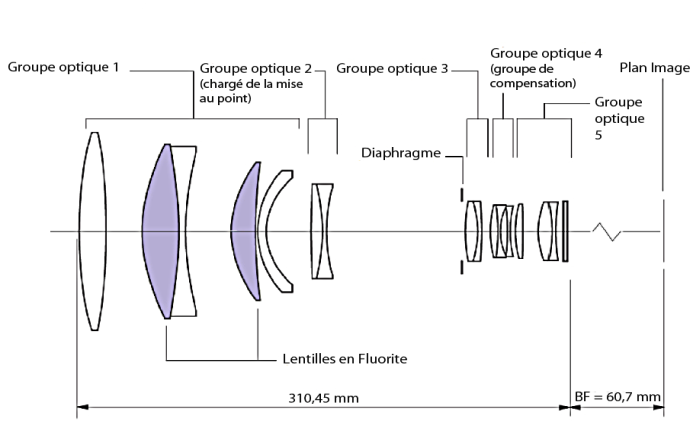 Groupe optique 1
Groupe optique 2
(chargé de la mise
au point)
Groupe optique 3
Groupe optique 4
(groupe de
compensation)
Plan Image
Groupe
optique
5
Diaphragme
Lentilles en Fluorite
310,45 mm
BF = 60,7 mm